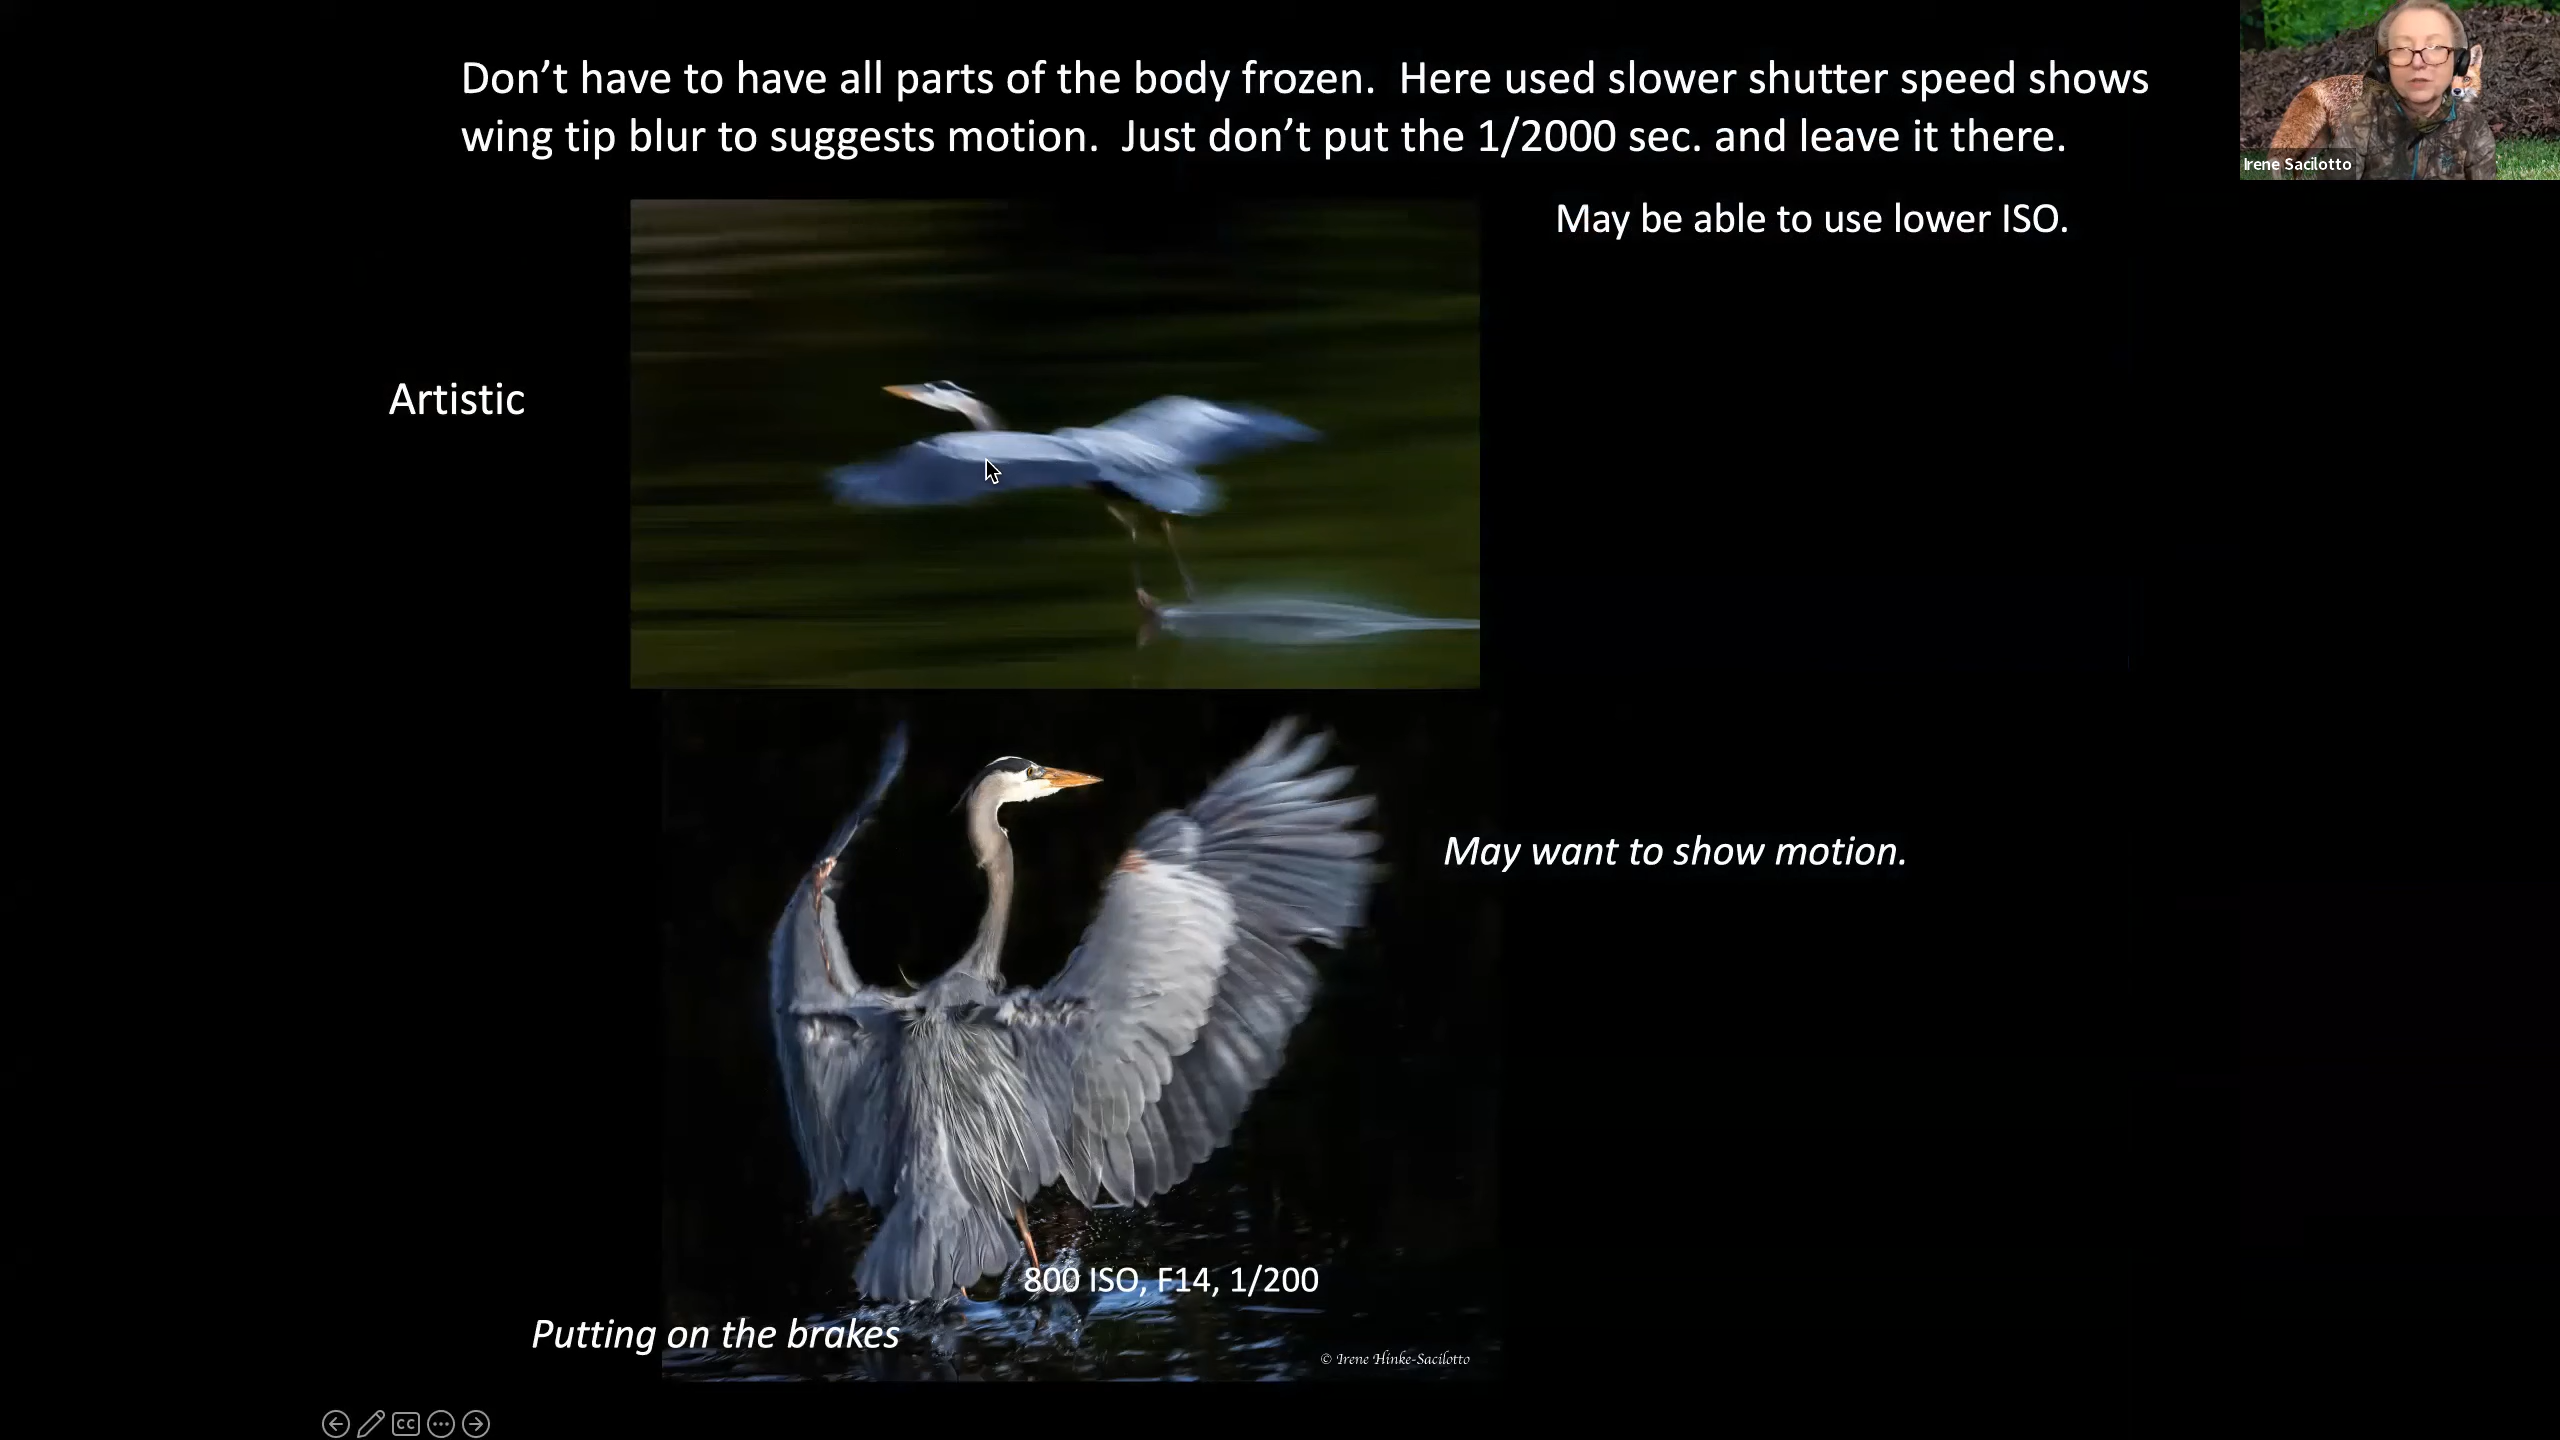 Don’t have to have all parts of the body frozen.  Here used slower shutter speed shows
wing tip blur to suggests motion.  Just don’t put the 1/2000 sec. and leave it there.
Irene Sacilotto
May be able to use lower ISO.
Artistic
May want to show motion.
800 ISO, F14, 1/200
Putting on the brakes
© Irene Hinke-Sacilotto
CC